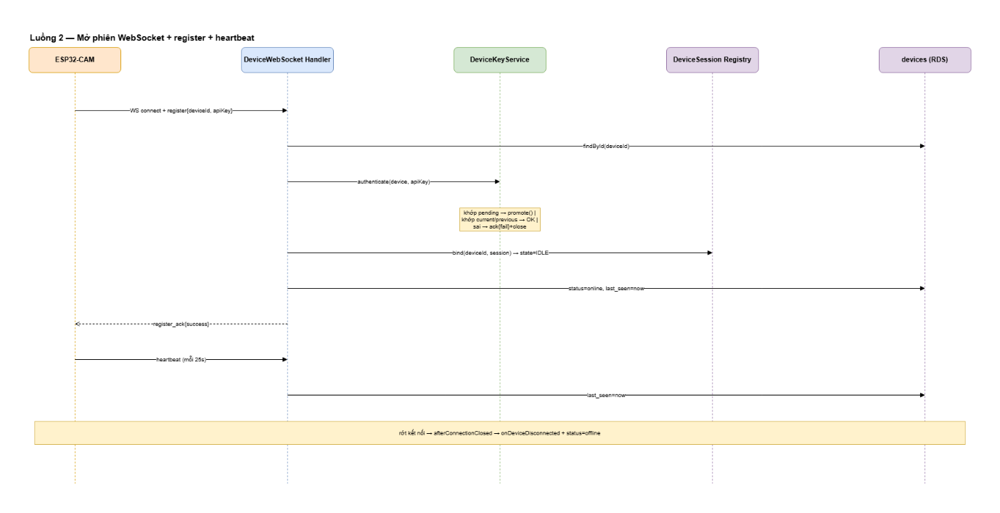 Luồng 2 — Mở phiên WebSocket + register + heartbeat
ESP32-CAM
DeviceWebSocket Handler
DeviceKeyService
DeviceSession Registry
devices (RDS)
WS connect + register{deviceId, apiKey}
findById(deviceId)
authenticate(device, apiKey)
khớp pending → promote() |
khớp current/previous → OK |
sai → ack{fail}+close
bind(deviceId, session) → state=IDLE
status=online, last_seen=now
register_ack{success}
heartbeat (mỗi 25s)
last_seen=now
rớt kết nối → afterConnectionClosed → onDeviceDisconnected + status=offline